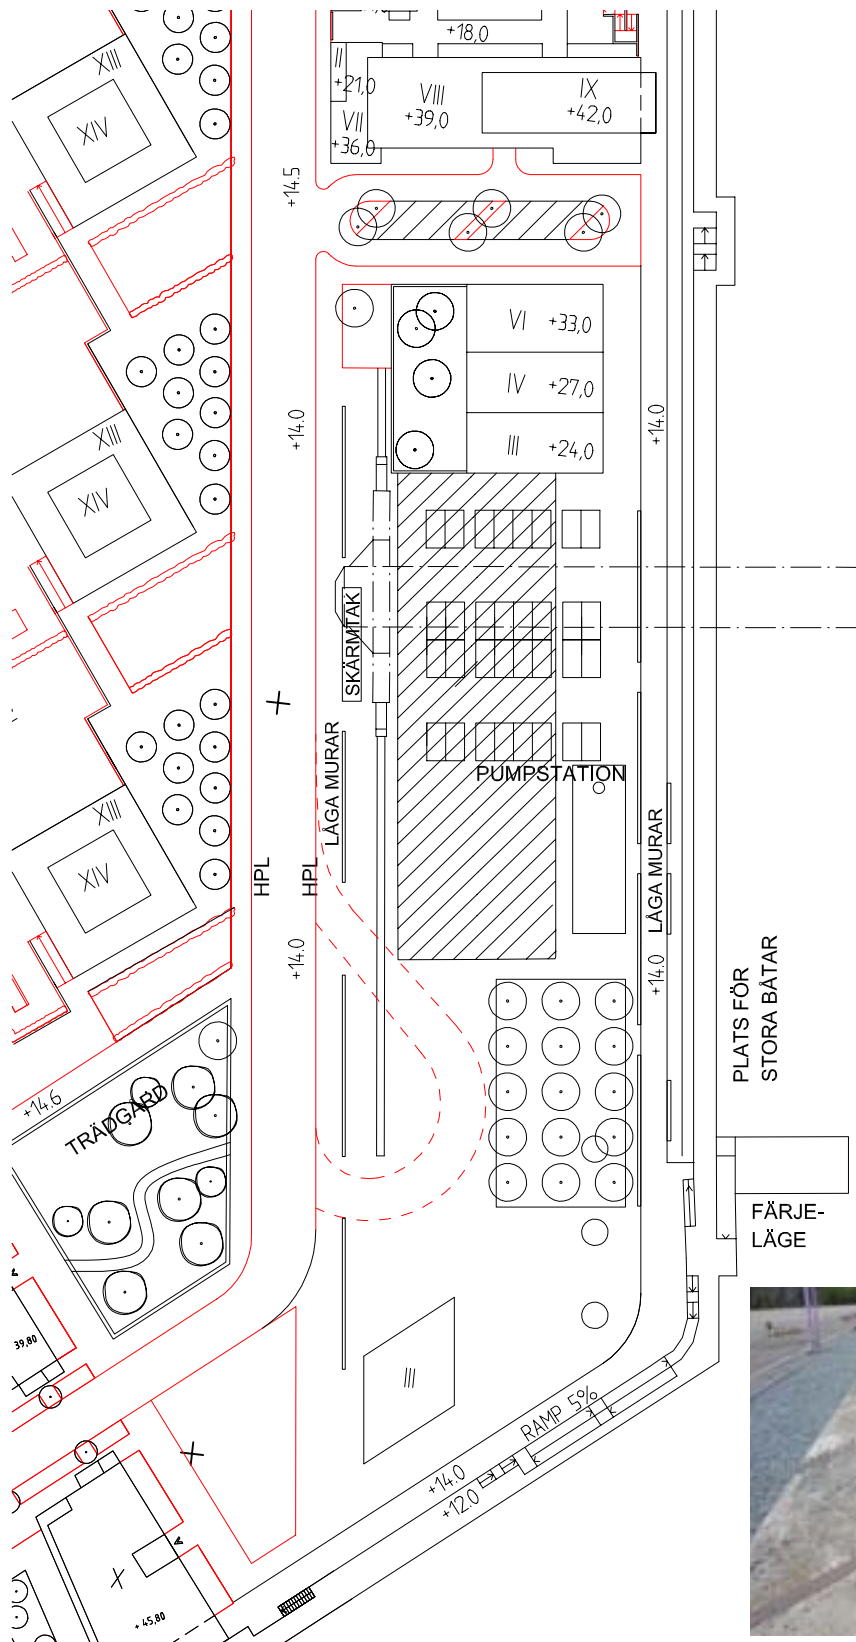 +18,0
XIII
II
+21,0
VIII
+39,0
IX
+42,0
XIV
VII
+36,0
+14.5
VI +33,0
IV +27,0
III +24,0
+14.0
+14.0
XIII
XIV
SKÄRMTAK
LÅGA MURAR
PUMPSTATION
XIII
XIV
HPL
HPL
LÅGA MURAR
+14.0
+14.0
PLATS FÖR
STORA BÅTAR
+14.6
TRÄDGÅRD
FÄRJE-
LÄGE
39,80
III
RAMP 5%
+14.0
+12.0
X
+45,80